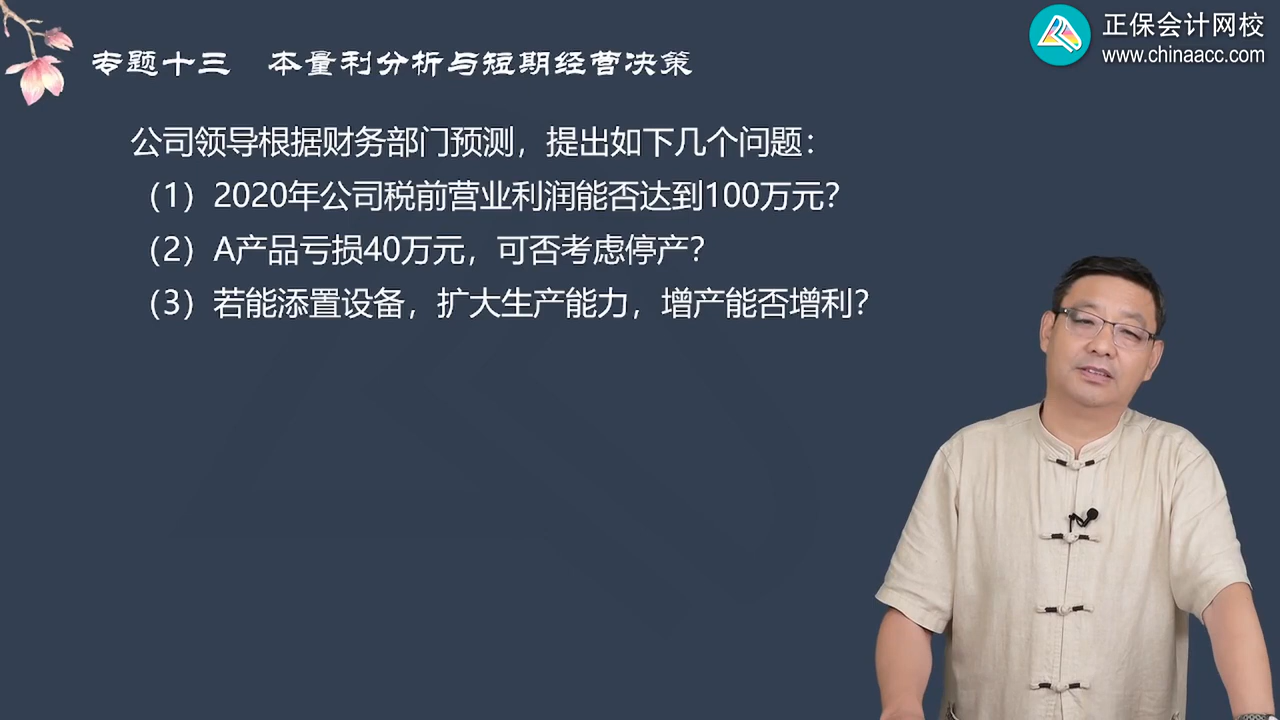 正保会计网校
www.chinaacc.com
专题十三 本量利分析与短期经营决策
公司领导根据财务部门预测，提出如下几个问题：
（1）2020年公司税前营业利润能否达到100万元？
（2）A产品亏损40万元，可否考虑停产？
（3）若能添置设备，扩大生产能力，增产能否增利？